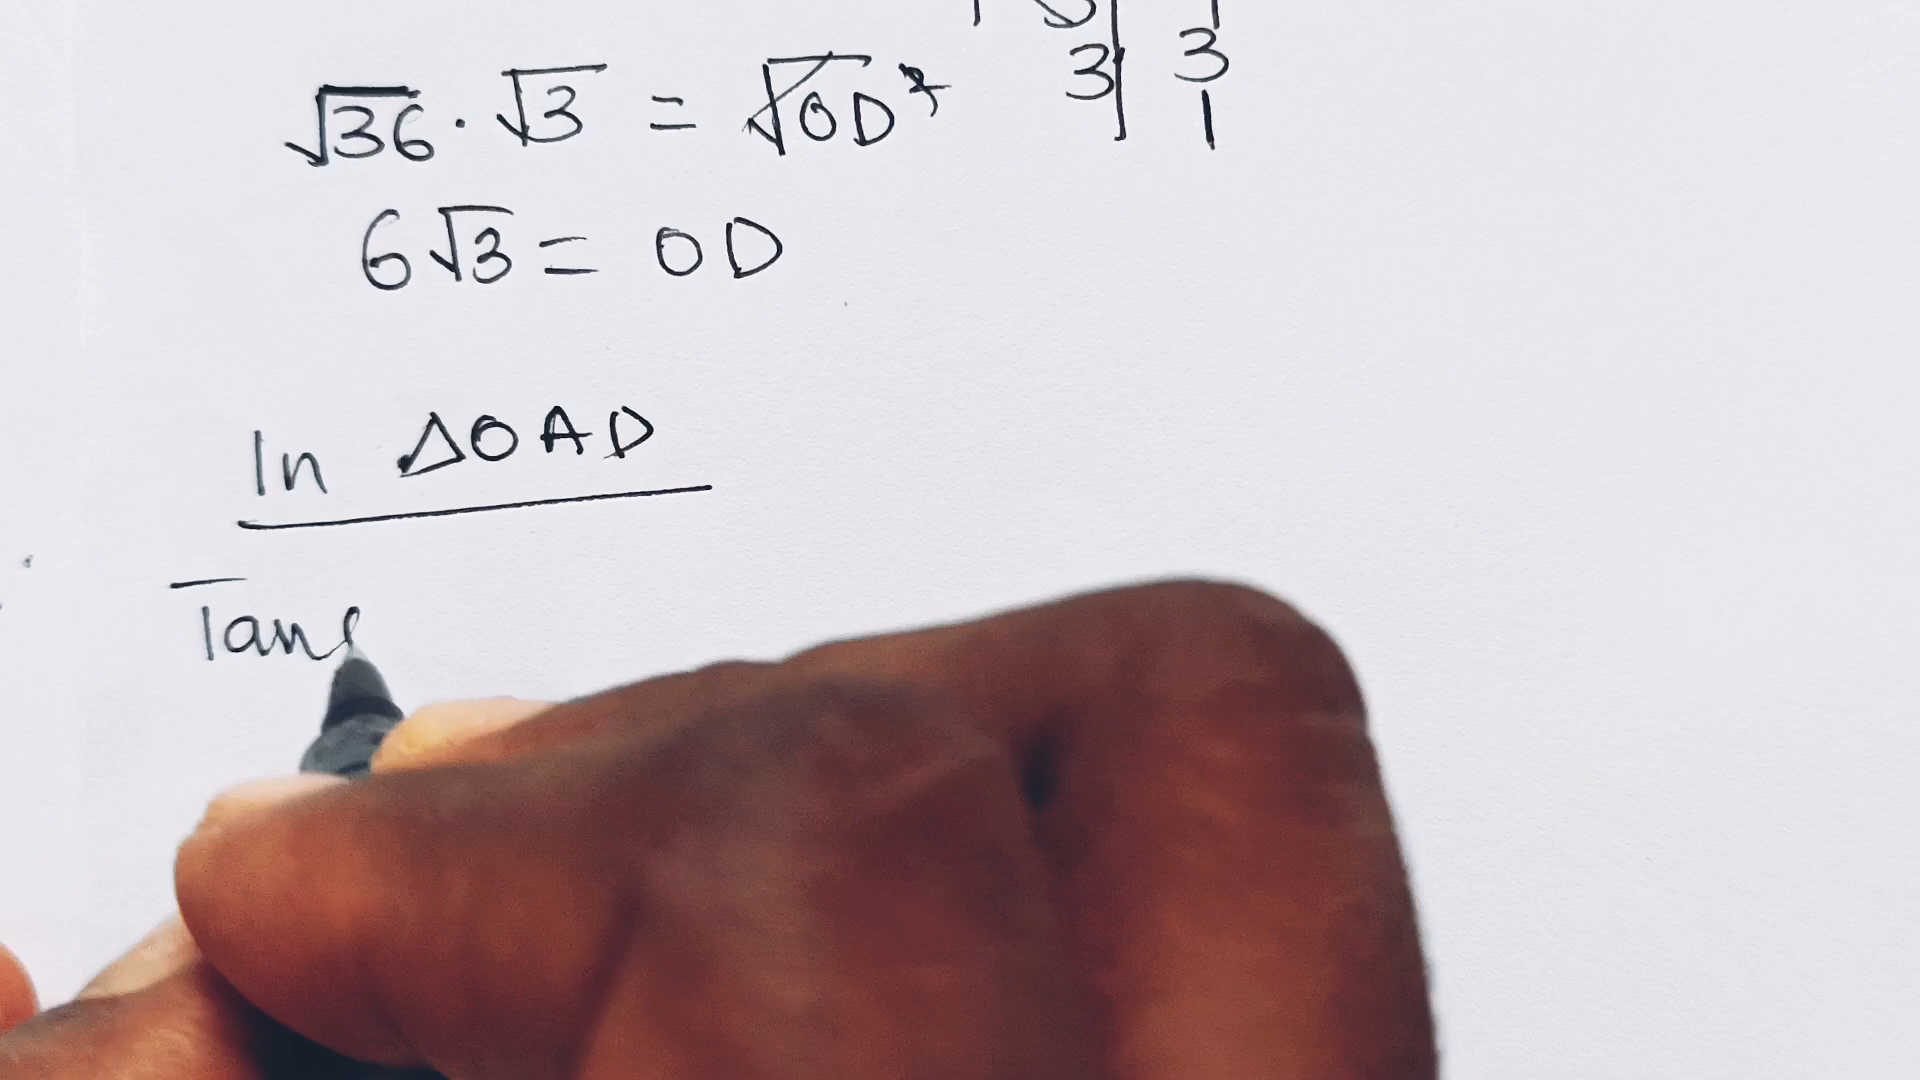 3 | 3
1
√36 · √3 = √OD²
6√3 = OD
In ΔOAD
Tan